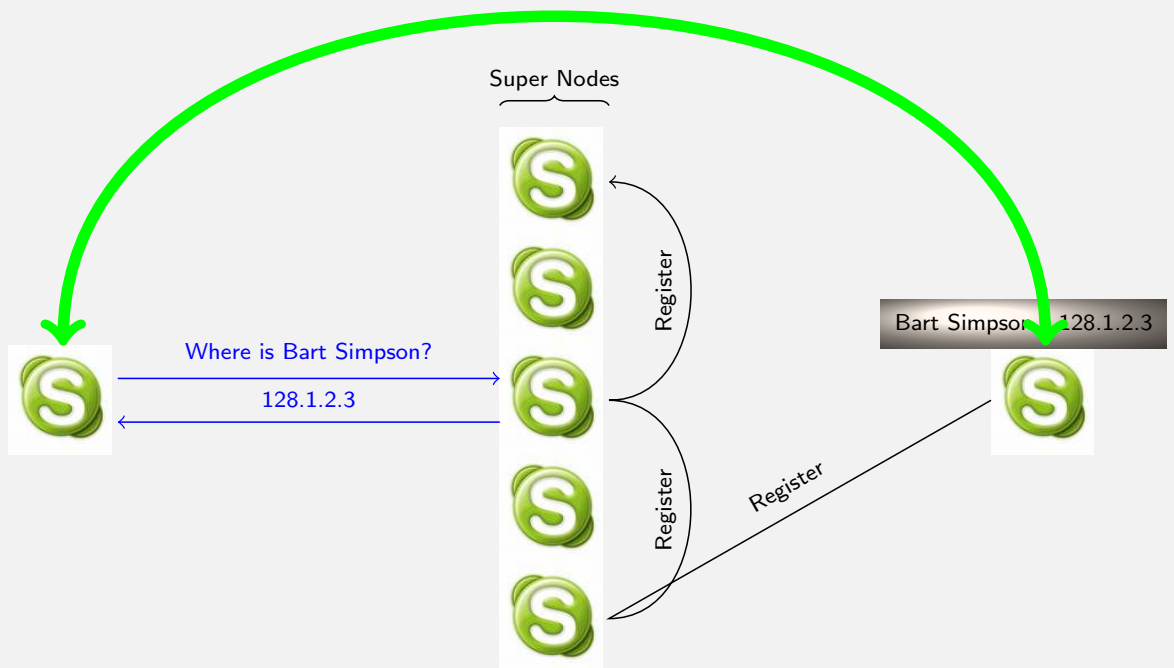 Super Nodes
S
S
Register
Bart Simpson 128.1.2.3
Where is Bart Simpson?
128.1.2.3
S
S
S
Register
Register
S
S